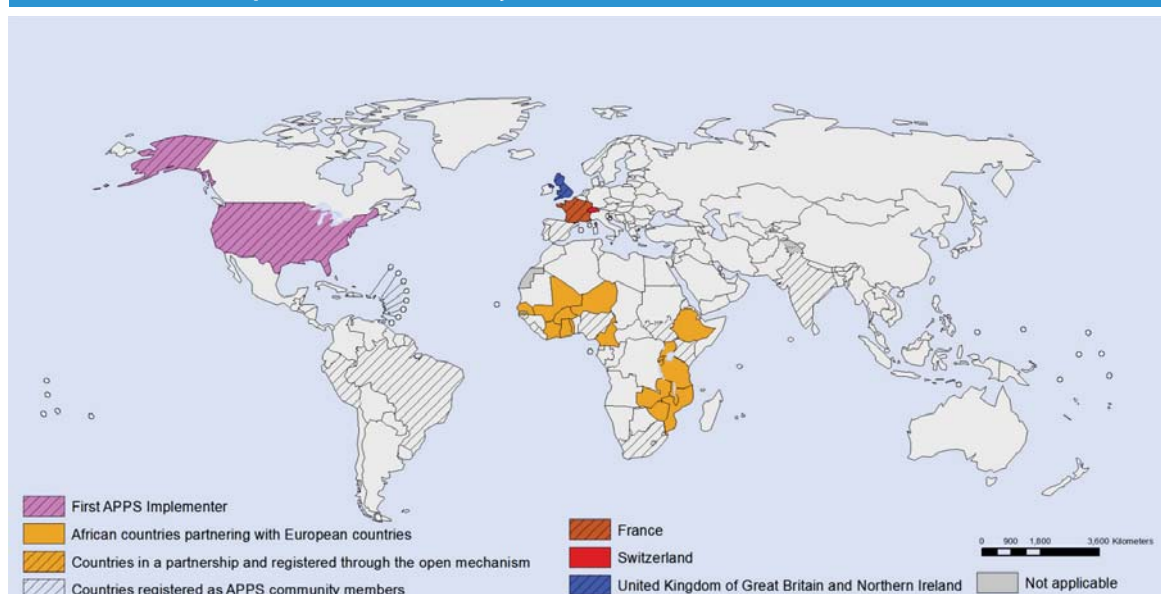 First APPS Implementer
African countries partnering with European countries
Countries in a partnership and registered through the open mechanism
Countries registered as APPS community members
France
Switzerland
United Kingdom of Great Britain and Northern Ireland
0 900 1,800 3,600 Kilometers
Not applicable